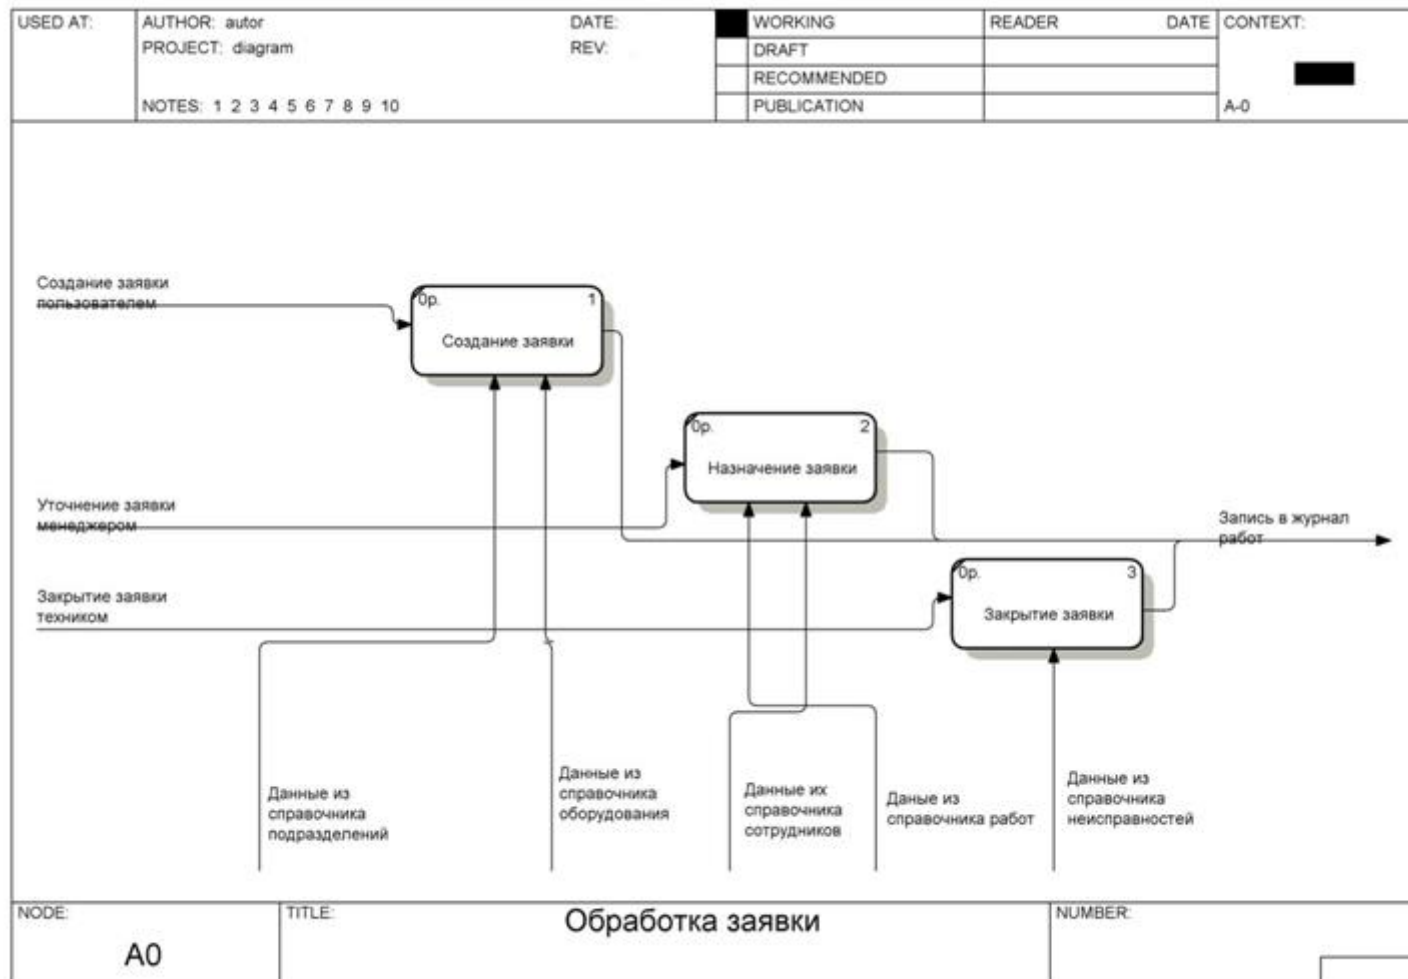 USED AT:
AUTHOR: autor
DATE:
PROJECT: diagram
REV:
NOTES: 1 2 3 4 5 6 7 8 9 10
WORKING
DRAFT
RECOMMENDED
PUBLICATION
READER
DATE
CONTEXT:
A-0
Создание заявки
пользователем
0р.
1
Создание заявки
0р.
2
Назначение заявки
Уточнение заявки
менеджером
Запись в журнал
работ
Закрытие заявки
техником
0р.
3
Закрытие заявки
Данные из
справочника
подразделений
Данные из
справочника
оборудования
Данные их
справочника
сотрудников
Даные из
справочника работ
Данные из
справочника
неисправностей
NODE:
A0
TITLE:
Обработка заявки
NUMBER: